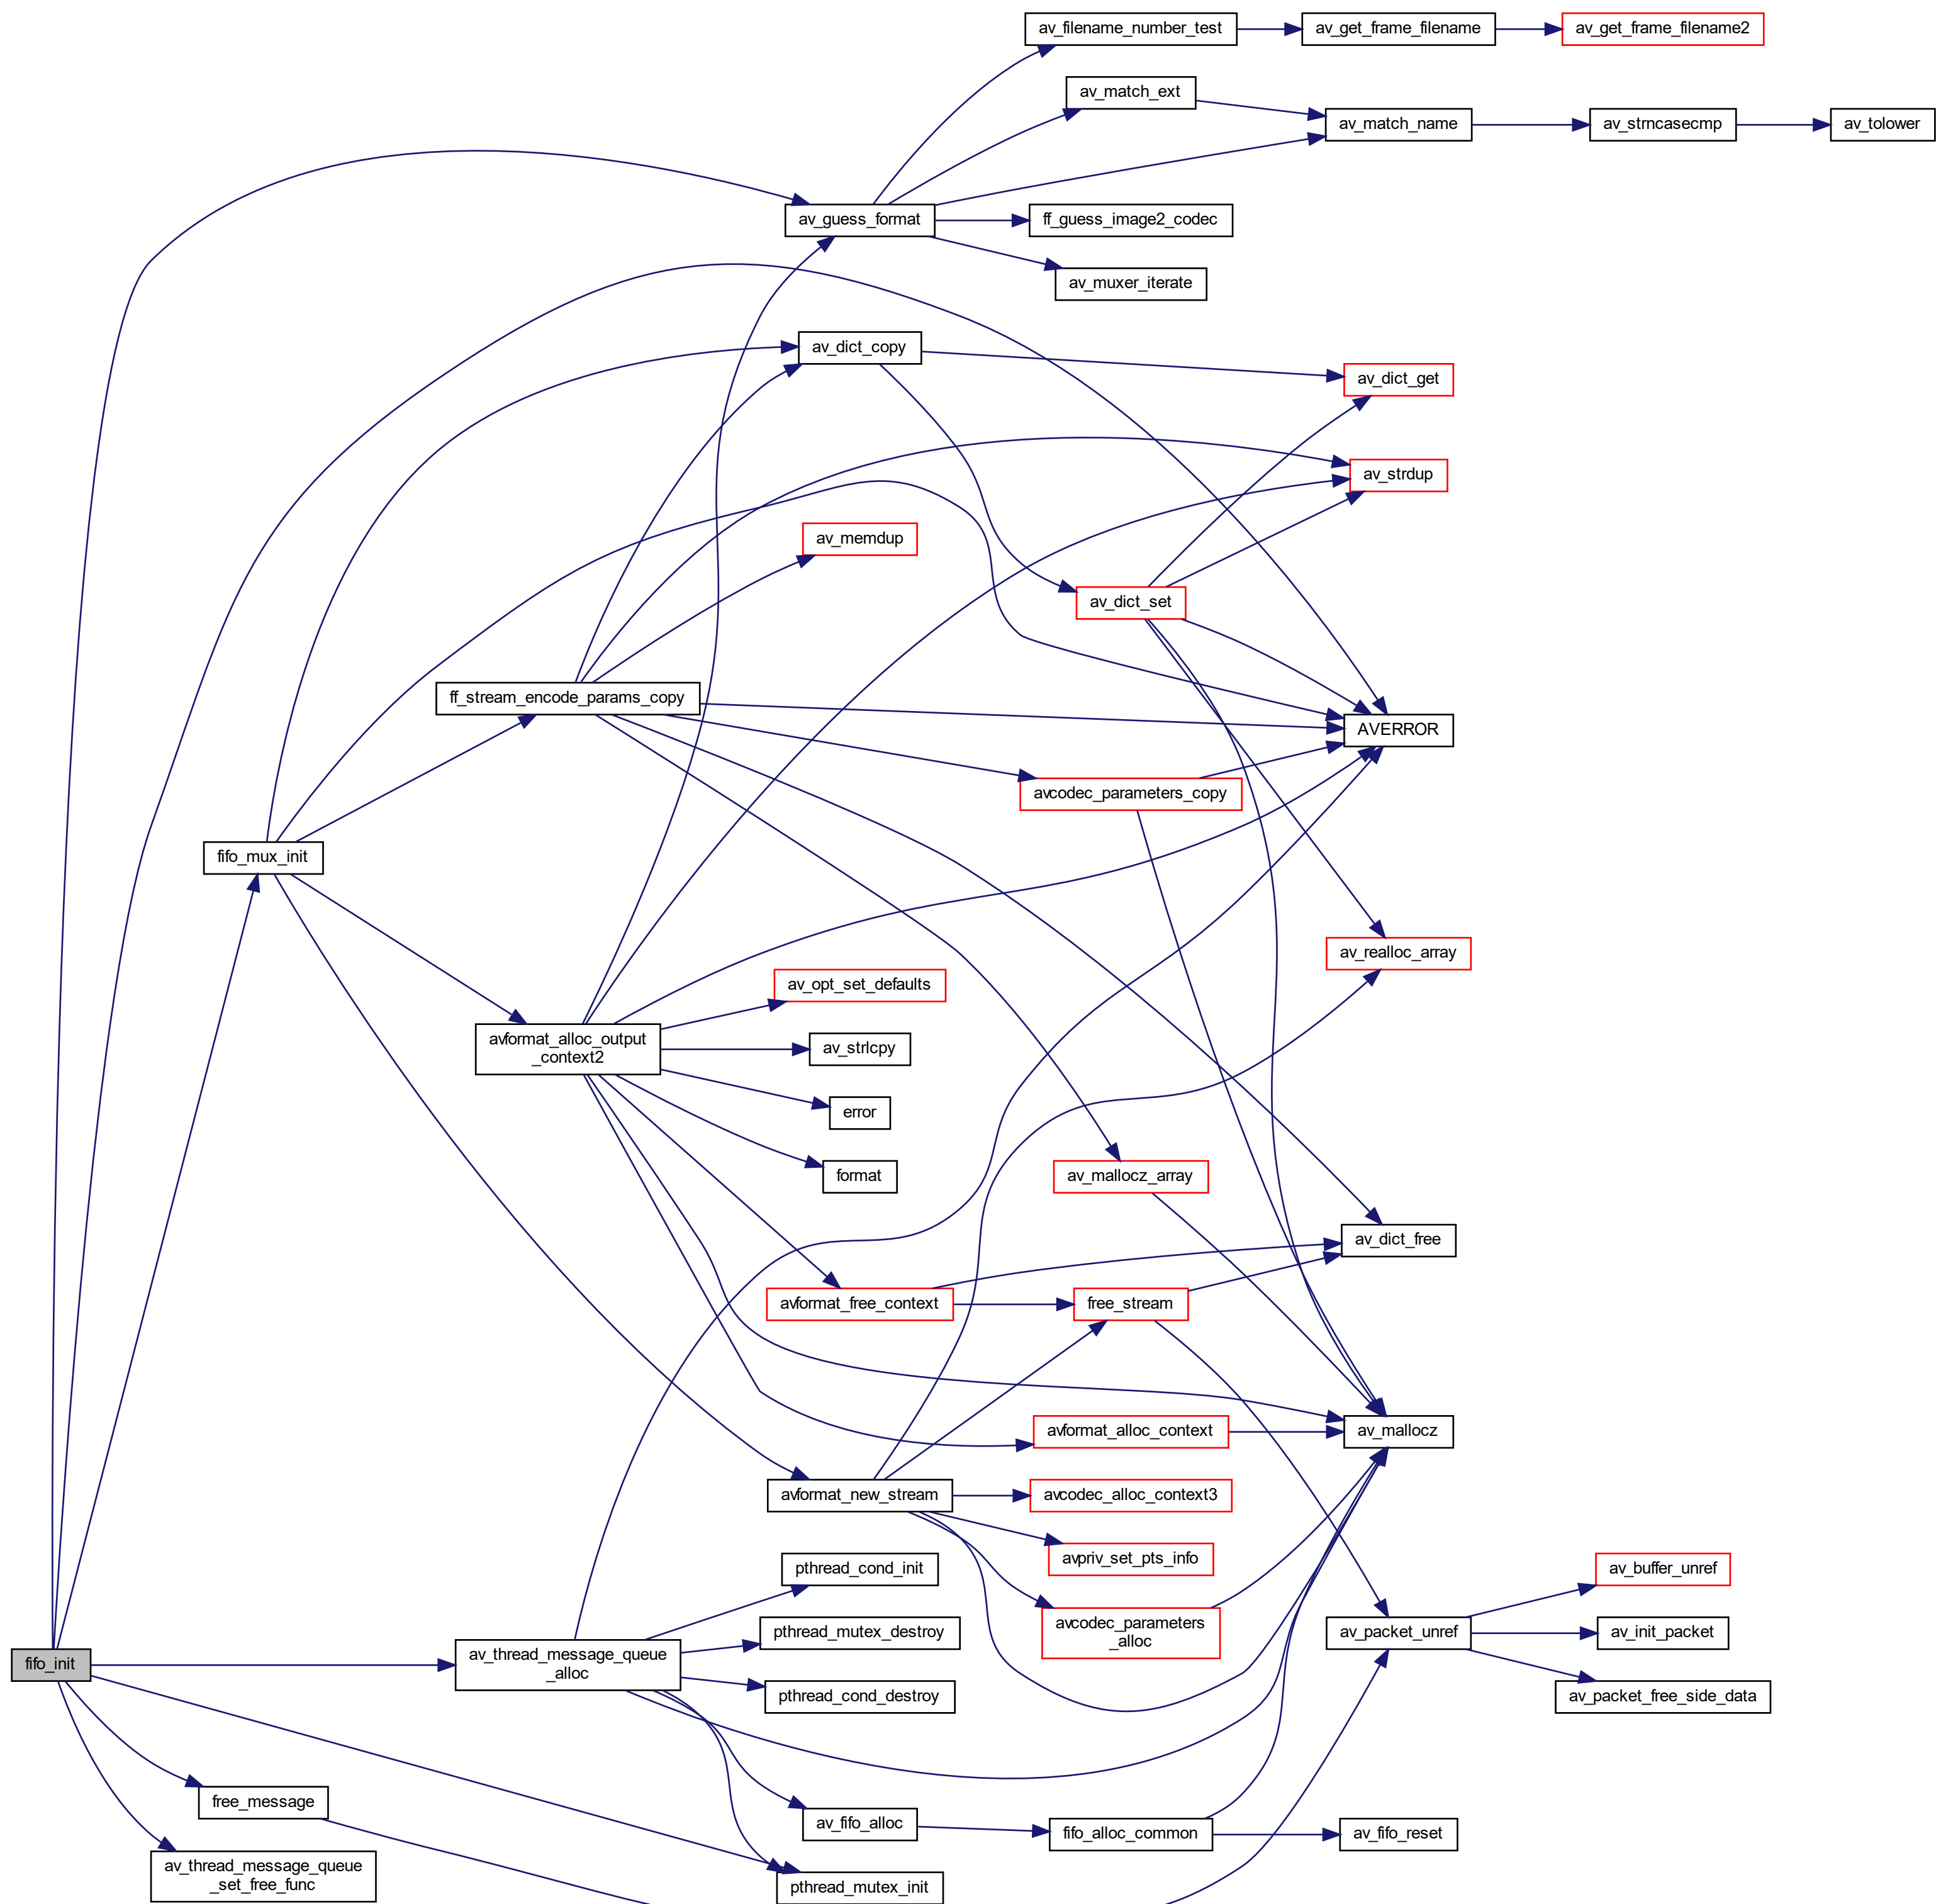 av_filename_number_test
av_get_frame_filename
av_get_frame_filename2
av_match_ext
av_match_name
av_strncasecmp
av_tolower
av_guess_format
ff_guess_image2_codec
av_muxer_iterate
av_dict_copy
av_dict_get
av_strdup
av_memdup
av_dict_set
ff_stream_encode_params_copy
AVERROR
avcodec_parameters_copy
fifo_mux_init
av_realloc_array
av_opt_set_defaults
avformat_alloc_output
_context2
av_strlcpy
error
format
av_mallocz_array
av_dict_free
avformat_free_context
free_stream
avformat_alloc_context
av_mallocz
avformat_new_stream
avcodec_alloc_context3
avpriv_set_pts_info
pthread_cond_init
av_buffer_unref
avcodec_parameters
_alloc
pthread_mutex_destroy
av_packet_unref
av_init_packet
fifo_init
av_thread_message_queue
_alloc
pthread_cond_destroy
av_packet_free_side_data
free_message
av_fifo_alloc
fifo_alloc_common
av_fifo_reset
av_thread_message_queue
_set_free_func
pthread_mutex_init